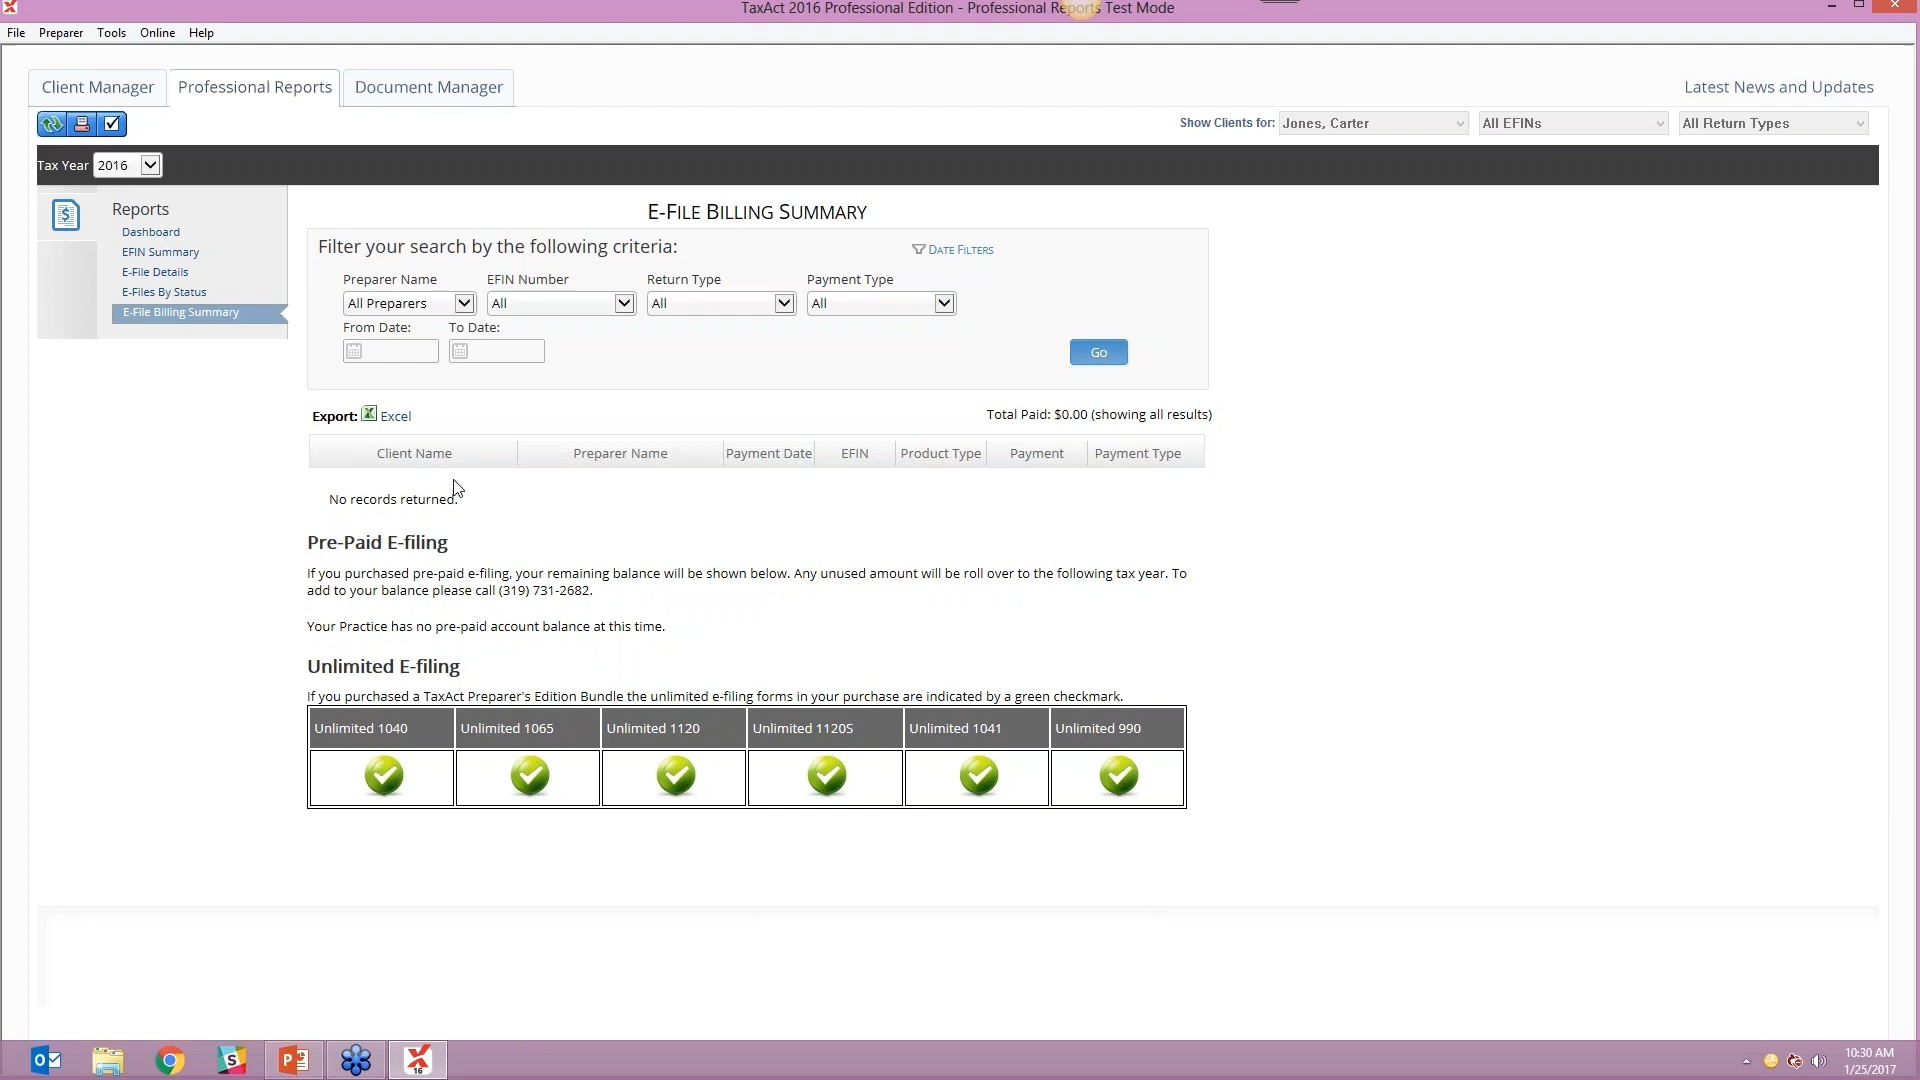 TaxAct 2016 Professional Edition - Professional Reports Test Mode
File Preparer Tools Online Help
Client Manager Professional Reports Document Manager Latest News and Updates
Show Clients for: Jones, Carter All EFINs All Return Types
Tax Year 2016
Reports
Dashboard
EFIN Summary
E-File Details
E-Files By Status
E-File Billing Summary
E-FILE BILLING SUMMARY
Filter your search by the following criteria: DATE FILTERS
Preparer Name EFIN Number Return Type Payment Type
All Preparers All All All
From Date: To Date:
Go
Export: Excel Total Paid: $0.00 (showing all results)
Client Name Preparer Name Payment Date EFIN Product Type Payment Payment Type
No records returned.
Pre-Paid E-filing
If you purchased pre-paid e-filing, your remaining balance will be shown below. Any unused amount will be roll over to the following tax year. To
add to your balance please call (319) 731-2682.
Your Practice has no pre-paid account balance at this time.
Unlimited E-filing
If you purchased a TaxAct Preparer's Edition Bundle the unlimited e-filing forms in your purchase are indicated by a green checkmark.
Unlimited 1040 Unlimited 1065 Unlimited 1120 Unlimited 1120S Unlimited 1041 Unlimited 990
16
10:30 AM
1/25/2017